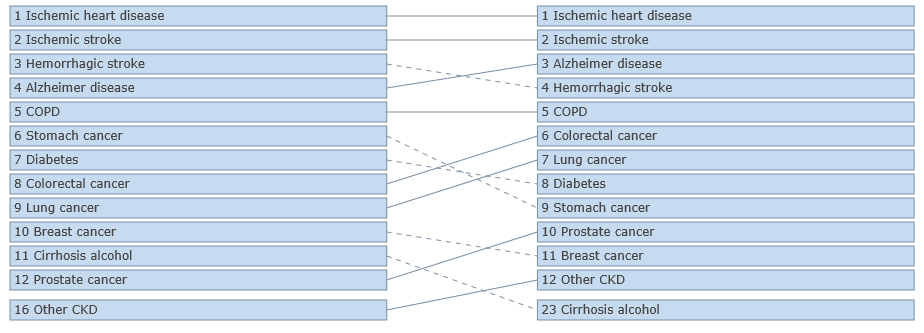 1 Ischemic heart disease
2 Ischemic stroke
3 Hemorrhagic stroke
4 Alzheimer disease
5 COPD
6 Stomach cancer
7 Diabetes
8 Colorectal cancer
9 Lung cancer
10 Breast cancer
11 Cirrhosis alcohol
12 Prostate cancer
16 Other CKD
1 Ischemic heart disease
2 Ischemic stroke
3 Alzheimer disease
4 Hemorrhagic stroke
5 COPD
6 Colorectal cancer
7 Lung cancer
8 Diabetes
9 Stomach cancer
10 Prostate cancer
11 Breast cancer
12 Other CKD
23 Cirrhosis alcohol